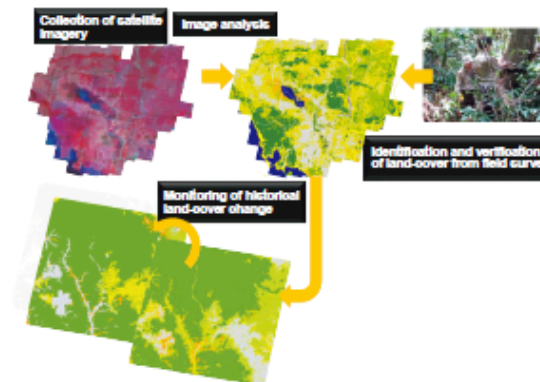 Collection of satellite
imagery
Image analysis
Identification and verification
of land-cover from field surve
Monitoring of historical
land-cover change